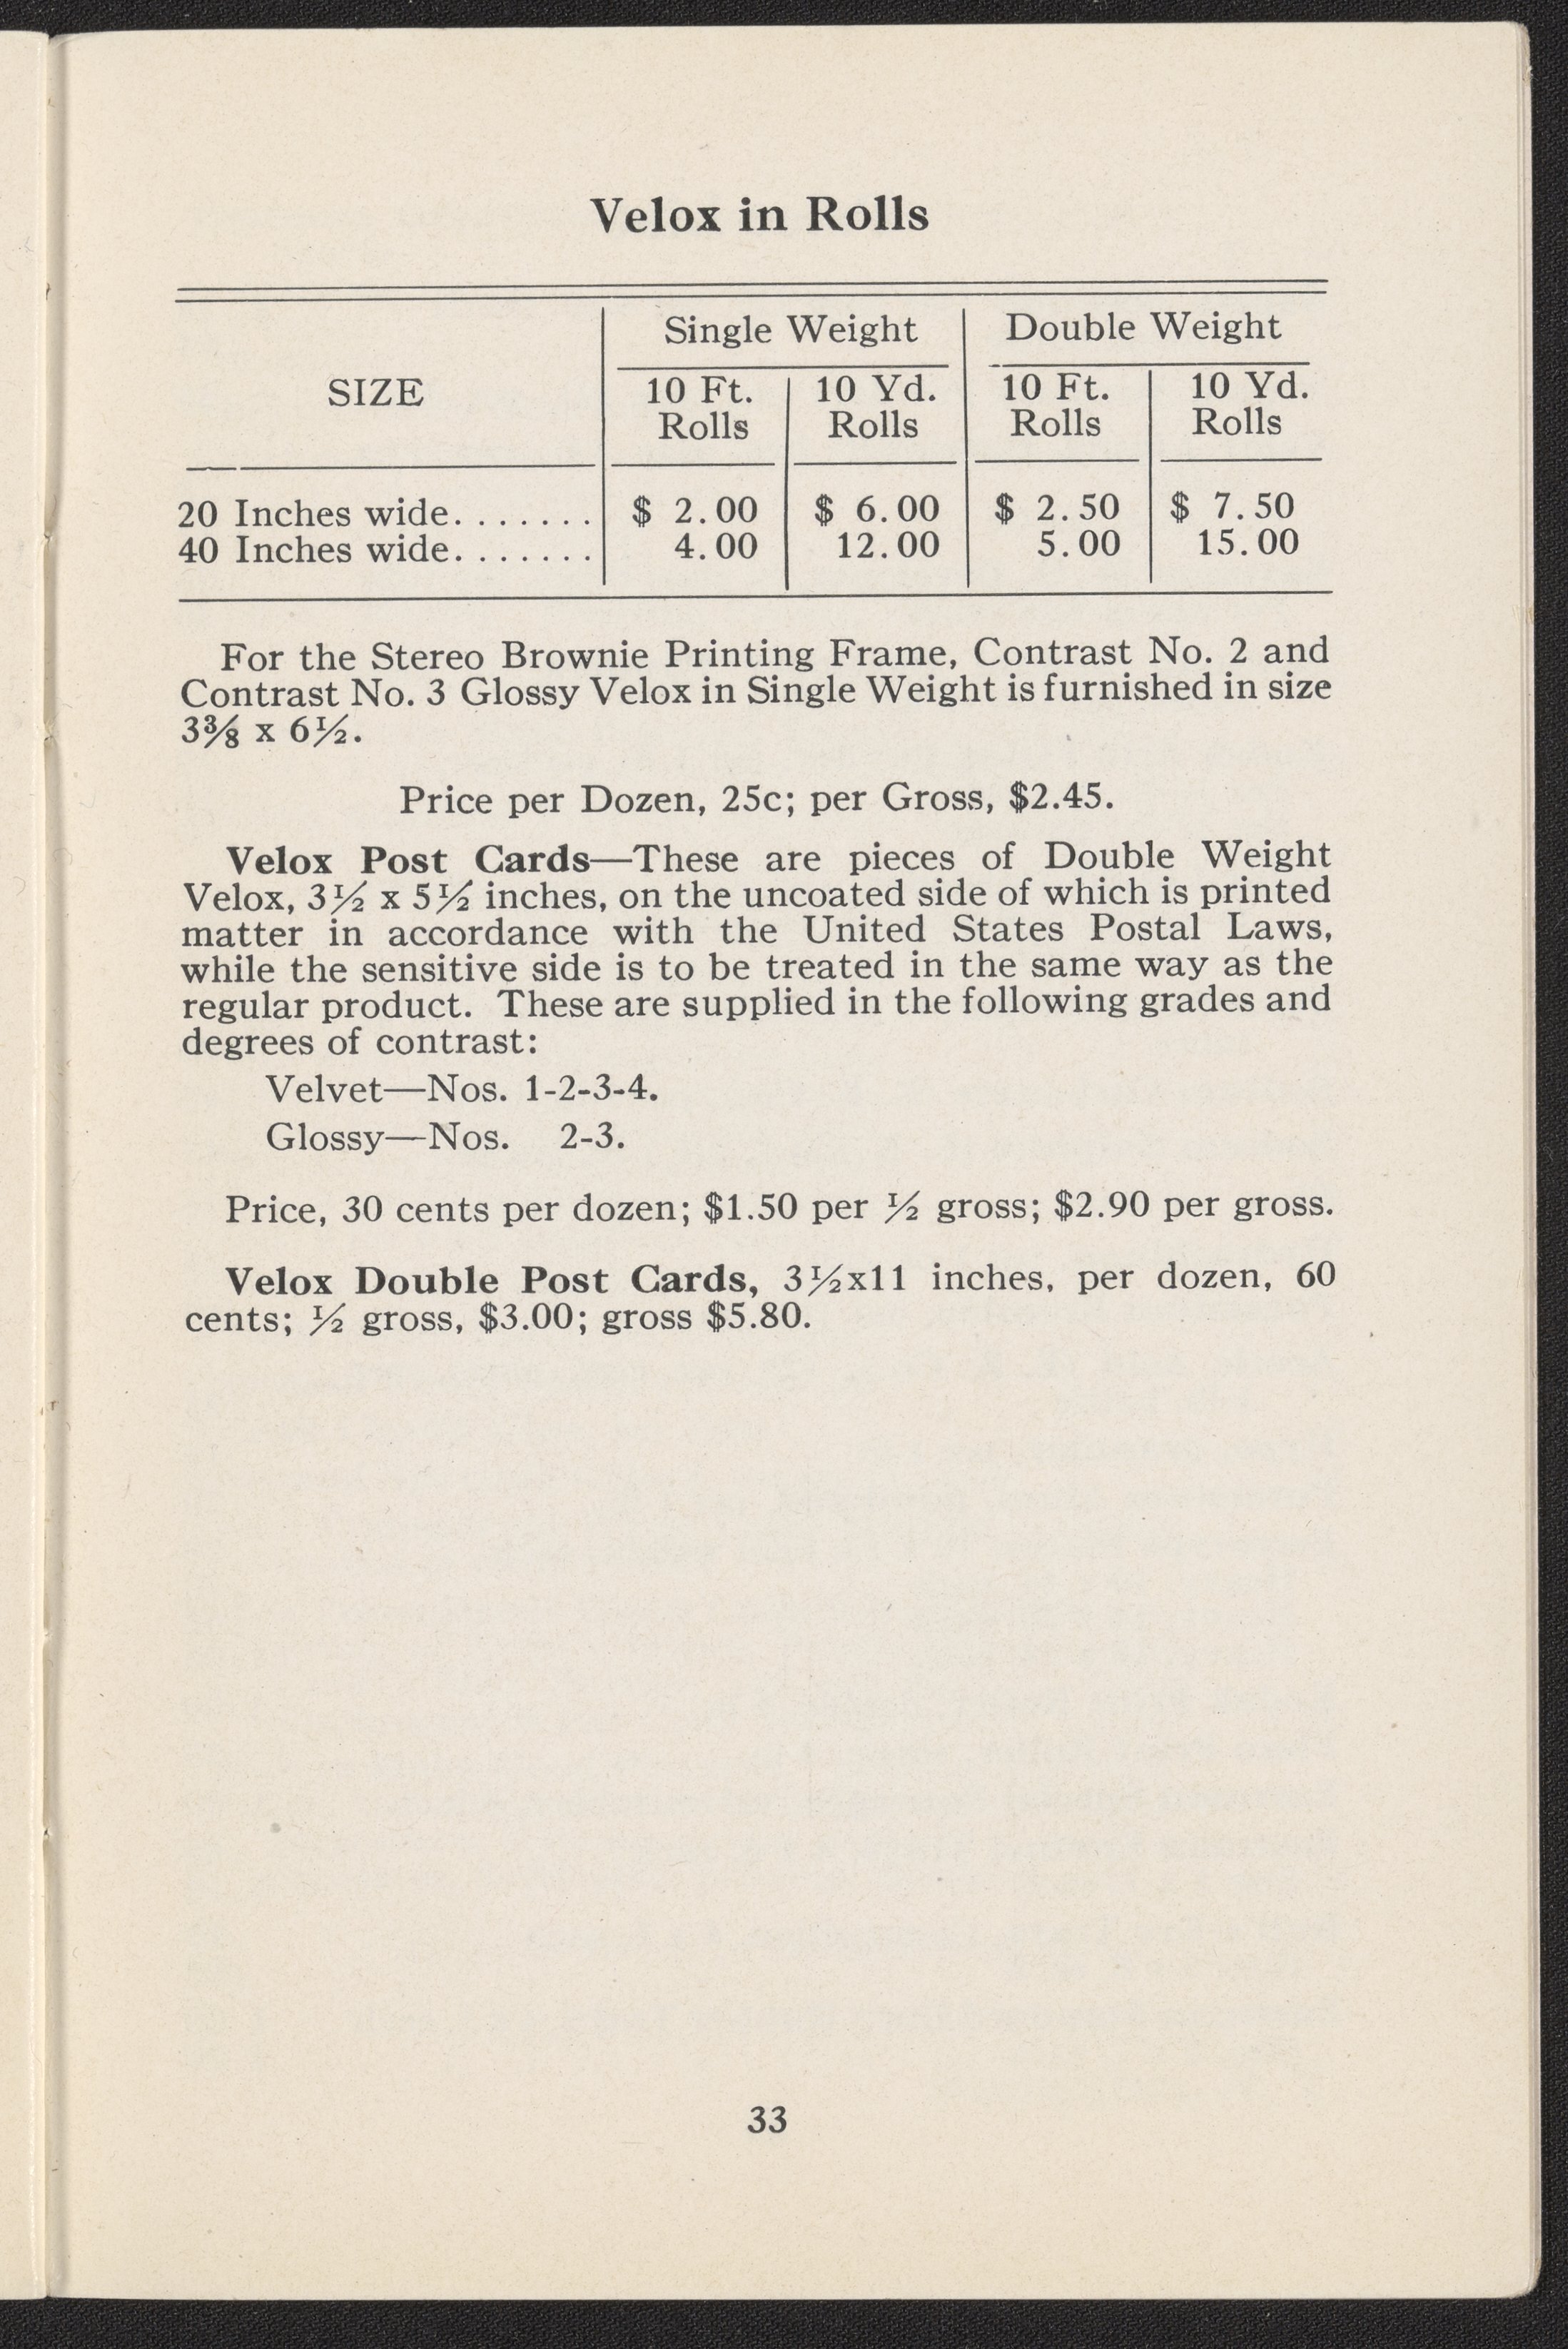 Velox in Rolls
SIZE
Single Weight
Double Weight
10 Ft. Rolls
10 Yd. Rolls
10 Ft. Rolls
10 Yd. Rolls
20 Inches wide....... $ 2.00 $ 6.00 $ 2.50 $ 7.50
40 Inches wide....... 4.00 12.00 5.00 15.00
For the Stereo Brownie Printing Frame, Contrast No. 2 and
Contrast No. 3 Glossy Velox in Single Weight is furnished in size
3⅜ x 6½.
Price per Dozen, 25c; per Gross, $2.45.
Velox Post Cards—These are pieces of Double Weight
Velox, 3½ x 5½ inches, on the uncoated side of which is printed
matter in accordance with the United States Postal Laws,
while the sensitive side is to be treated in the same way as the
regular product. These are supplied in the following grades and
degrees of contrast:
Velvet—Nos. 1-2-3-4.
Glossy—Nos. 2-3.
Price, 30 cents per dozen; $1.50 per ½ gross; $2.90 per gross.
Velox Double Post Cards, 3½x11 inches, per dozen, 60
cents; ½ gross, $3.00; gross $5.80.
33